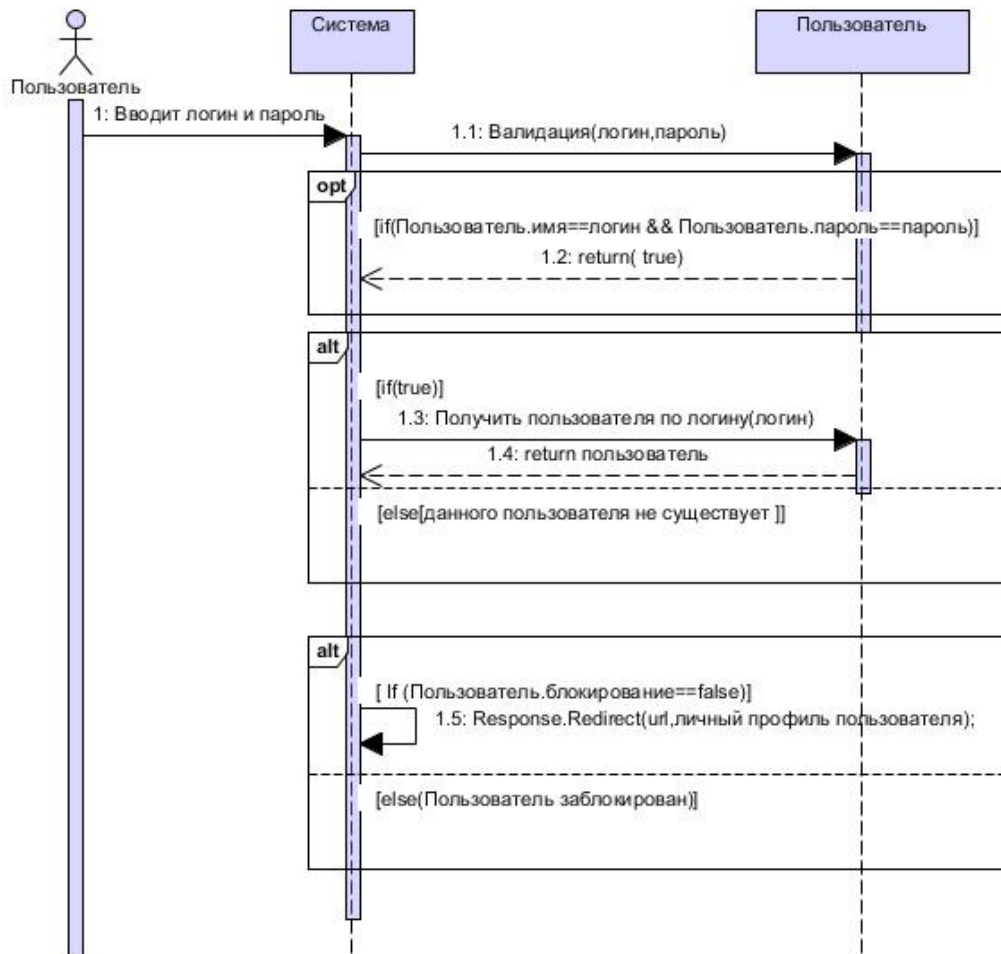 Система
Пользователь
Пользователь
1: Вводит логин и пароль
1.1: Валидация(логин,пароль)
opt
[if(Пользователь.имя==логин && Пользователь.пароль==пароль)]
1.2: return( true)
alt
[if(true)]
1.3: Получить пользователя по логину(логин)
1.4: return пользователь
[else[данного пользователя не существует ]]
alt
[ If (Пользователь.блокирование==false)]
1.5: Response.Redirect(url,личный профиль пользователя);
[else(Пользователь заблокирован)]